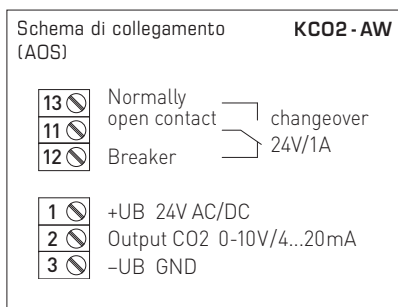 Schema di collegamento KCO2-AW
(AOS)
13 Normally
open contact
11 changeover
24V/1A
12 Breaker
1 +UB 24V AC/DC
2 Output CO2 0-10V/4...20mA
3 –UB GND